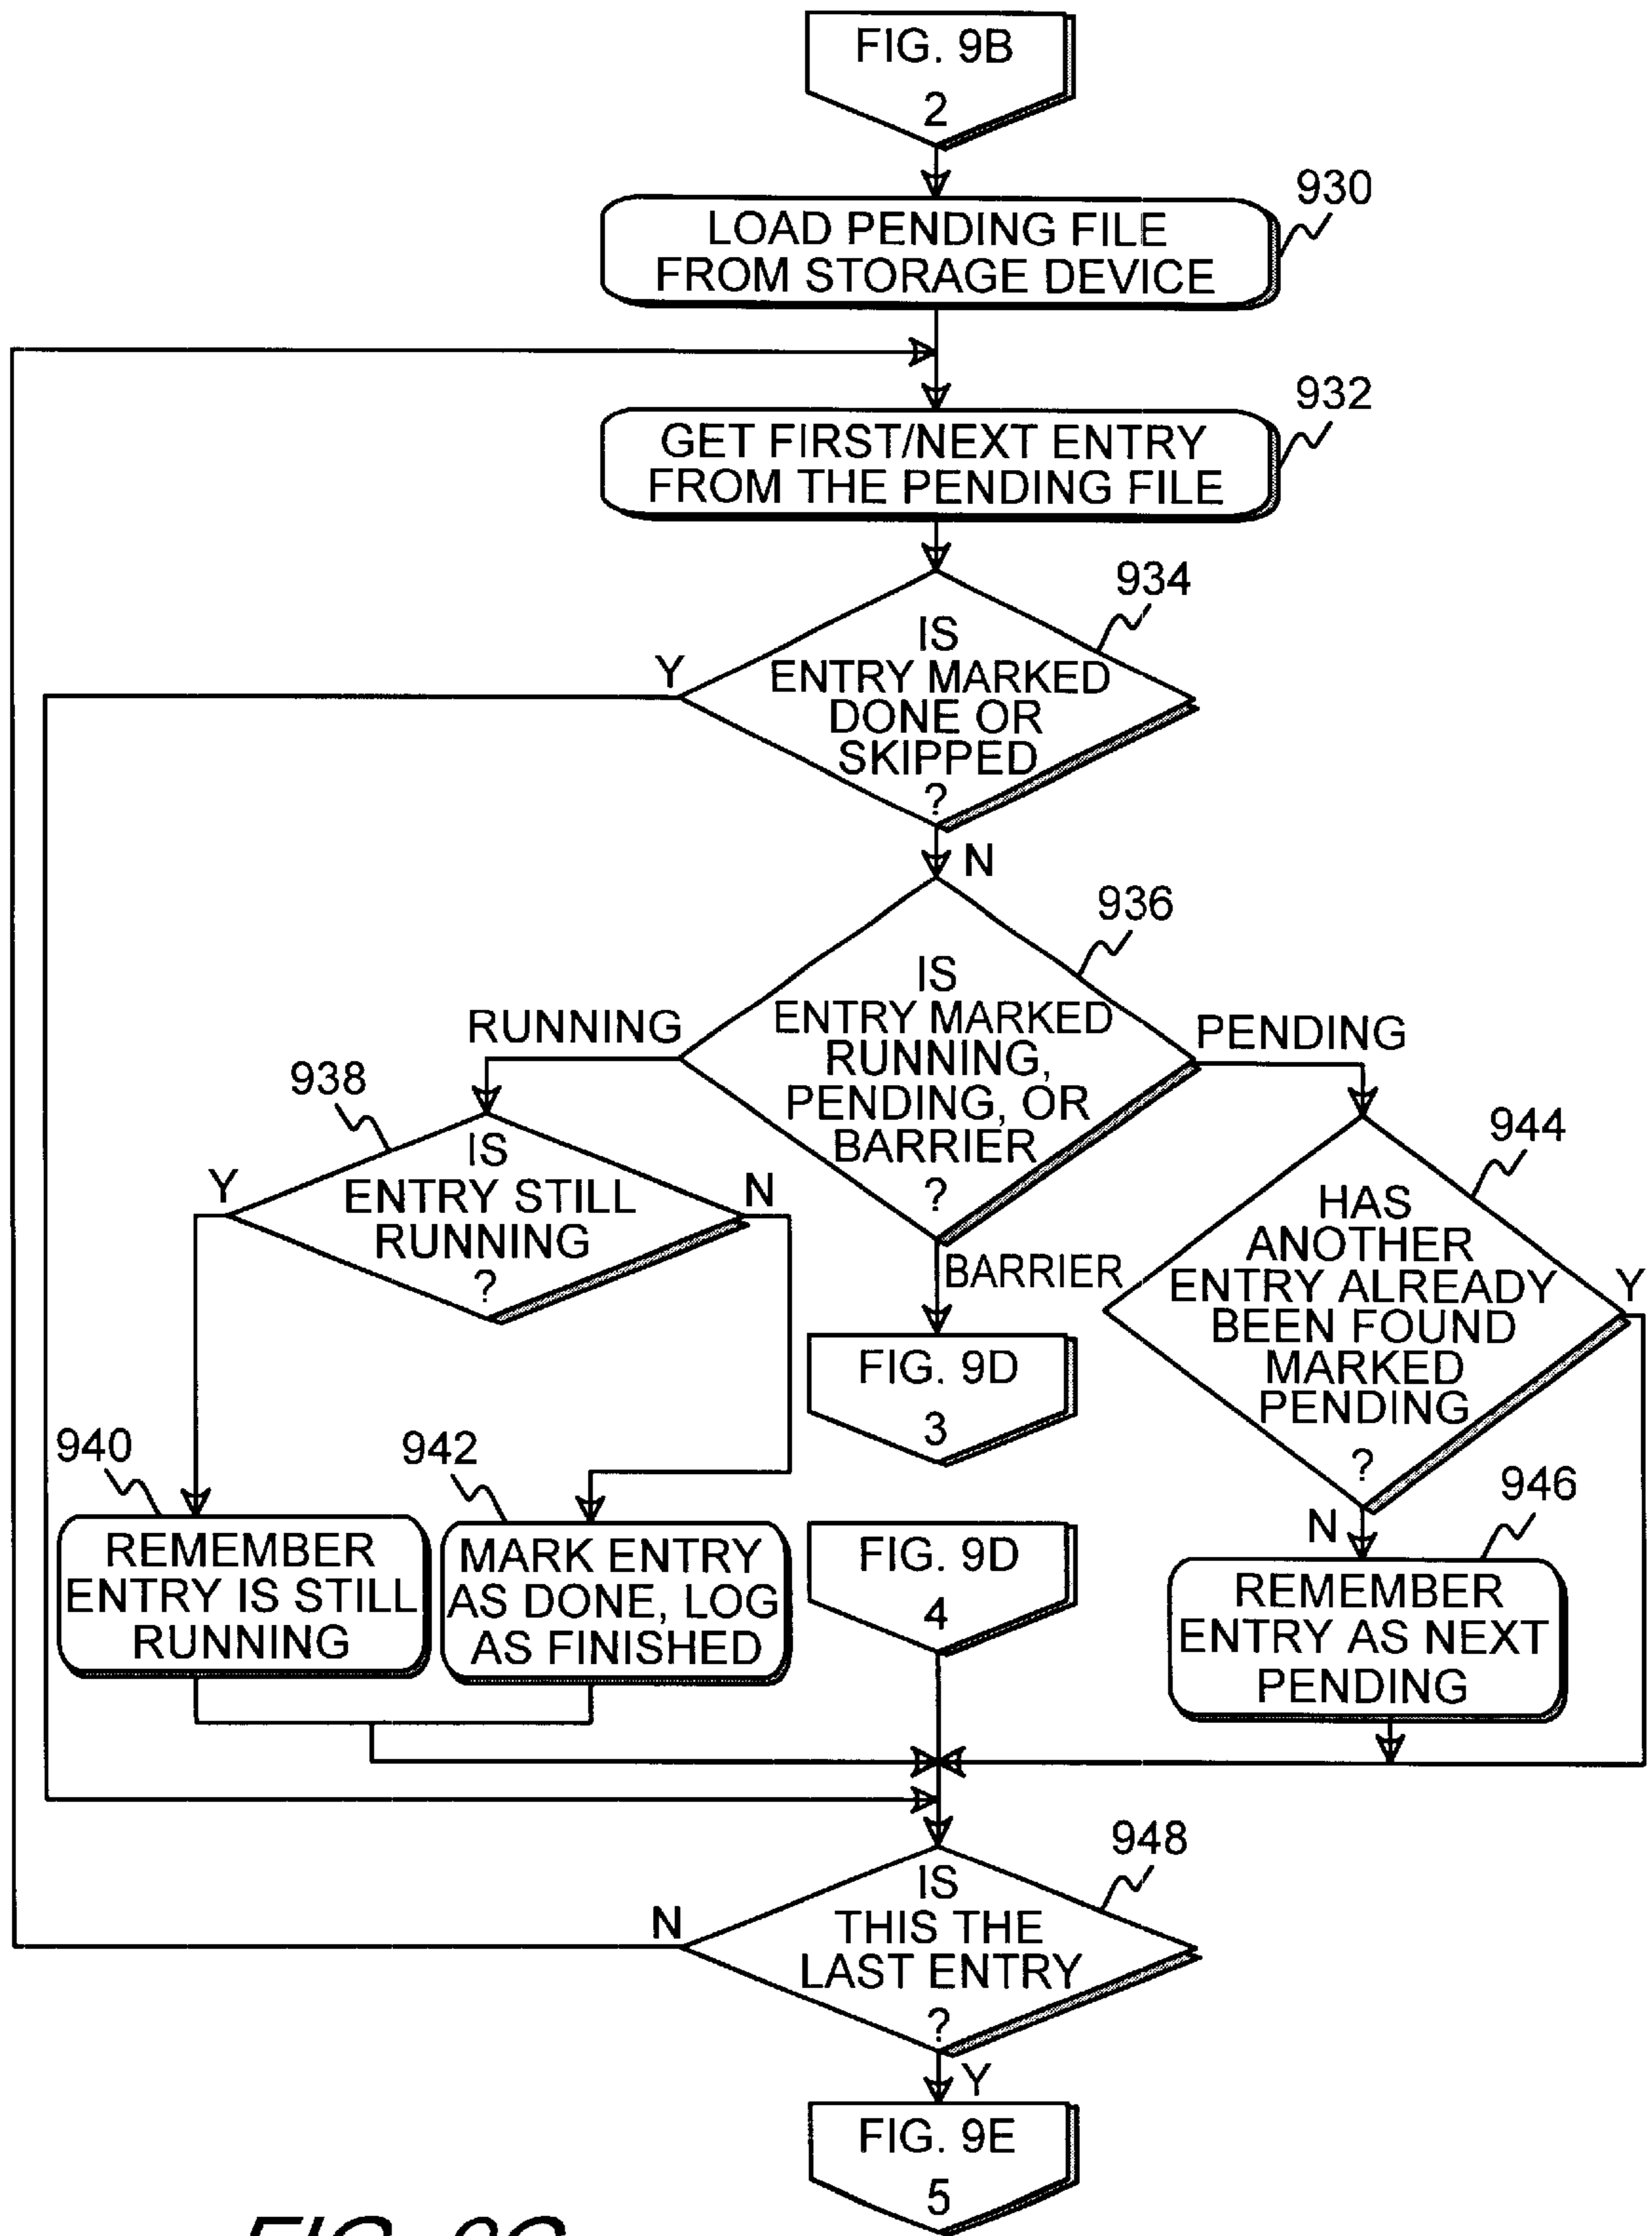 FIG. 9B
2
930
LOAD PENDING FILE
FROM STORAGE DEVICE
932
GET FIRST/NEXT ENTRY
FROM THE PENDING FILE
934
IS
ENTRY MARKED
DONE OR
SKIPPED
?
Y
N
936
IS
ENTRY MARKED
RUNNING,
PENDING, OR
BARRIER
?
RUNNING
PENDING
BARRIER
938
IS
ENTRY STILL
RUNNING
?
Y
N
944
HAS
ANOTHER
ENTRY ALREADY
BEEN FOUND
MARKED
PENDING
?
Y
N
FIG. 9D
3
940
REMEMBER
ENTRY IS STILL
RUNNING
942
MARK ENTRY
AS DONE, LOG
AS FINISHED
FIG. 9D
4
946
REMEMBER
ENTRY AS NEXT
PENDING
948
IS
THIS THE
LAST ENTRY
?
N
Y
FIG. 9E
5